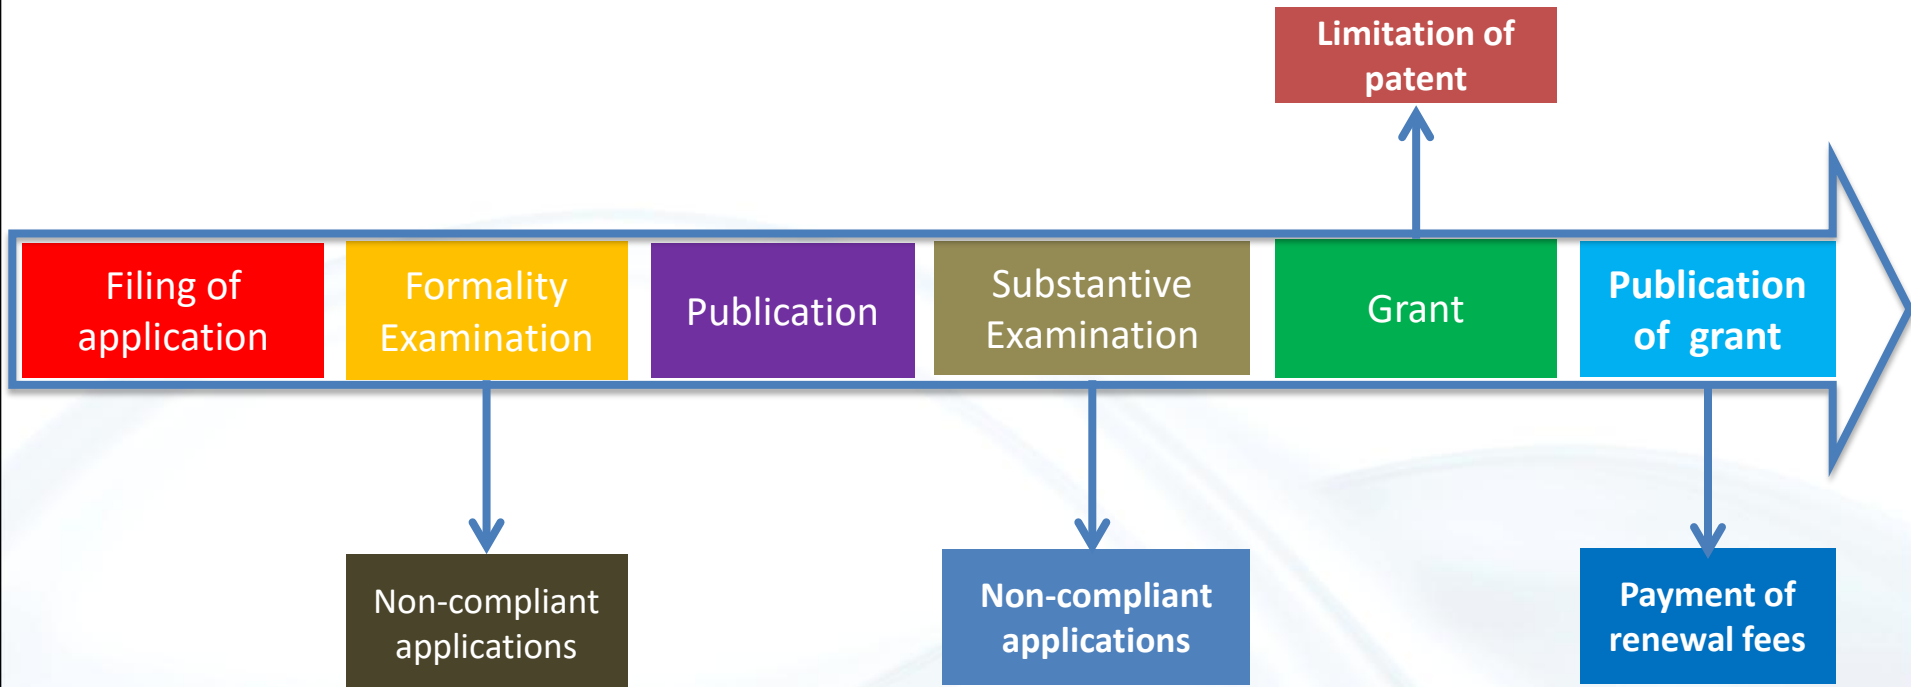 Limitation of
patent
Filing of
application
Formality
Examination
Publication
Substantive
Examination
Grant
Publication
of grant
Non-compliant
applications
Non-compliant
applications
Payment of
renewal fees